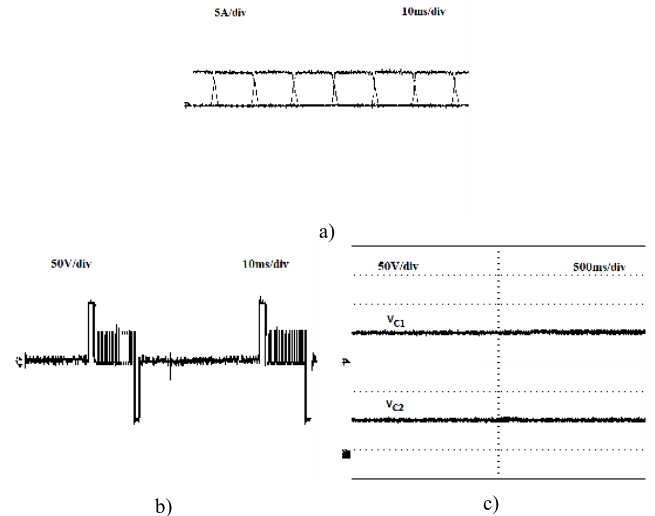 5A/div 10ms/div
a)
50V/div 10ms/div
50V/div 500ms/div
VC1
VC2
b)
c)